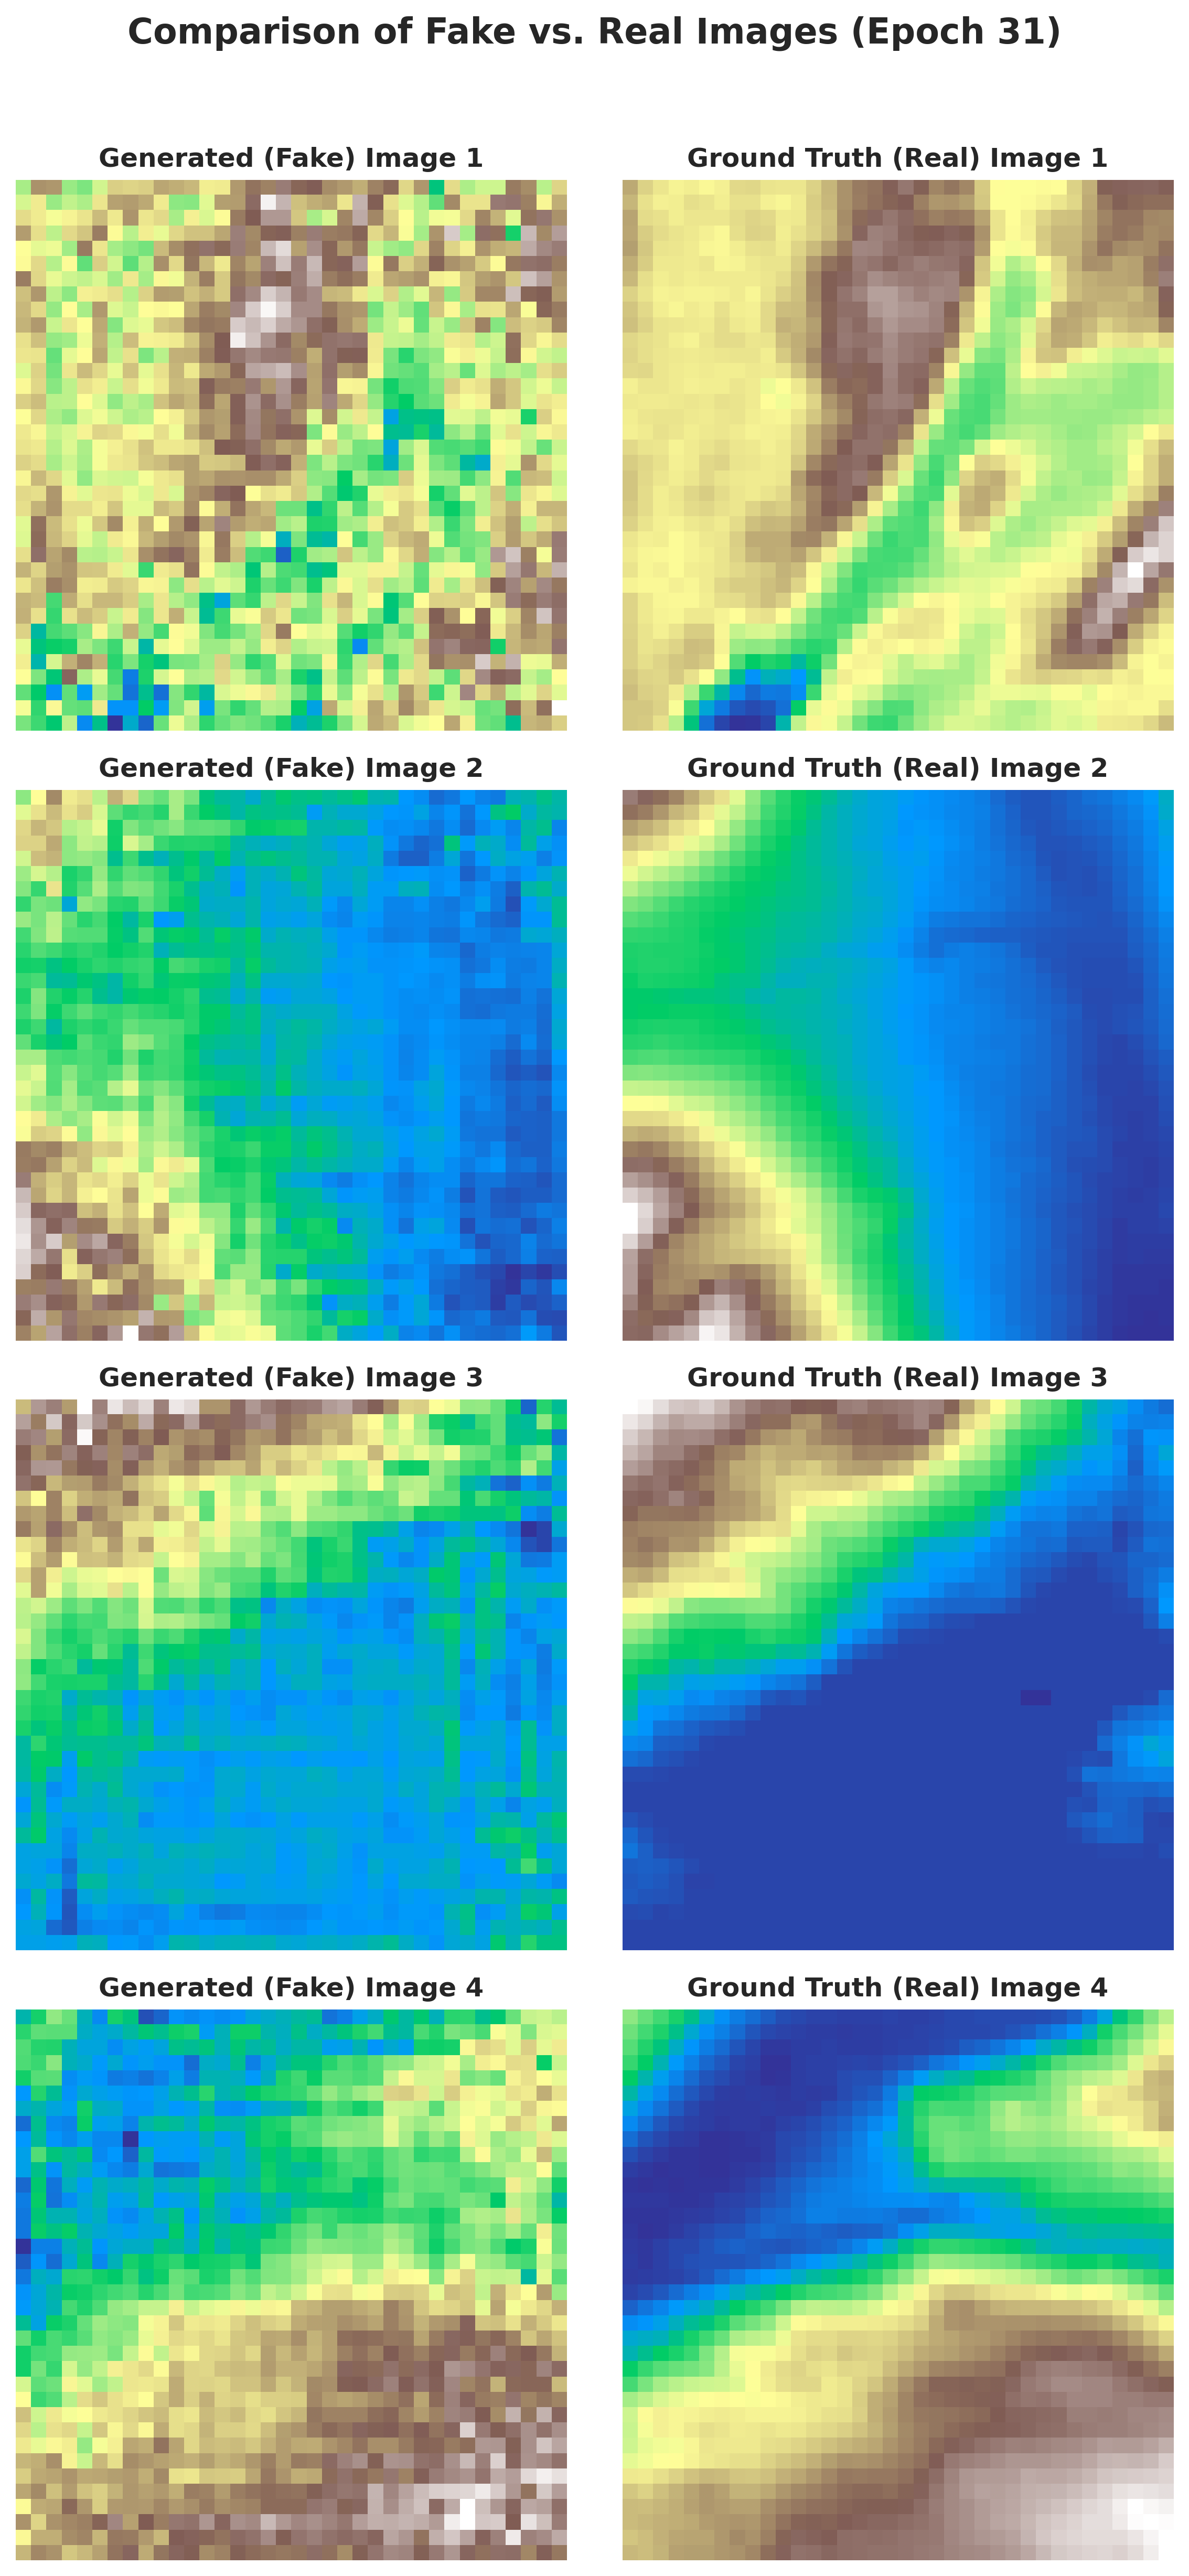 Comparison of Fake vs. Real Images (Epoch 31)
Generated (Fake) Image 1
Ground Truth (Real) Image 1
Generated (Fake) Image 2
Ground Truth (Real) Image 2
Generated (Fake) Image 3
Ground Truth (Real) Image 3
Generated (Fake) Image 4
Ground Truth (Real) Image 4